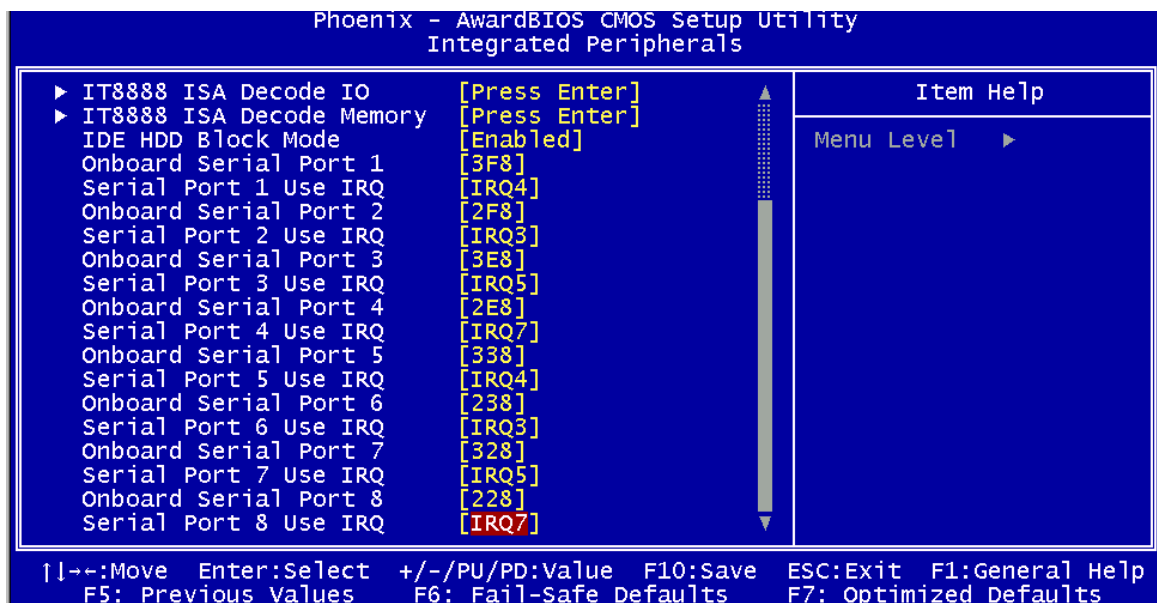 Phoenix - AwardBIOS CMOS Setup Utility
Integrated Peripherals
▶ IT8888 ISA Decode IO [Press Enter]
▶ IT8888 ISA Decode Memory [Press Enter]
IDE HDD Block Mode [Enabled]
Onboard Serial Port 1 [3F8]
Serial Port 1 Use IRQ [IRQ4]
Onboard Serial Port 2 [2F8]
Serial Port 2 Use IRQ [IRQ3]
Onboard Serial Port 3 [3E8]
Serial Port 3 Use IRQ [IRQ5]
Onboard Serial Port 4 [2E8]
Serial Port 4 Use IRQ [IRQ7]
Onboard Serial Port 5 [338]
Serial Port 5 Use IRQ [IRQ4]
Onboard Serial Port 6 [238]
Serial Port 6 Use IRQ [IRQ3]
Onboard Serial Port 7 [328]
Serial Port 7 Use IRQ [IRQ5]
Onboard Serial Port 8 [228]
Serial Port 8 Use IRQ [IRQ7]
Item Help
Menu Level ▶
↑↓→←:Move Enter:Select +/-/PU/PD:Value F10:Save ESC:Exit F1:General Help
F5: Previous Values F6: Fail-Safe Defaults F7: Optimized Defaults